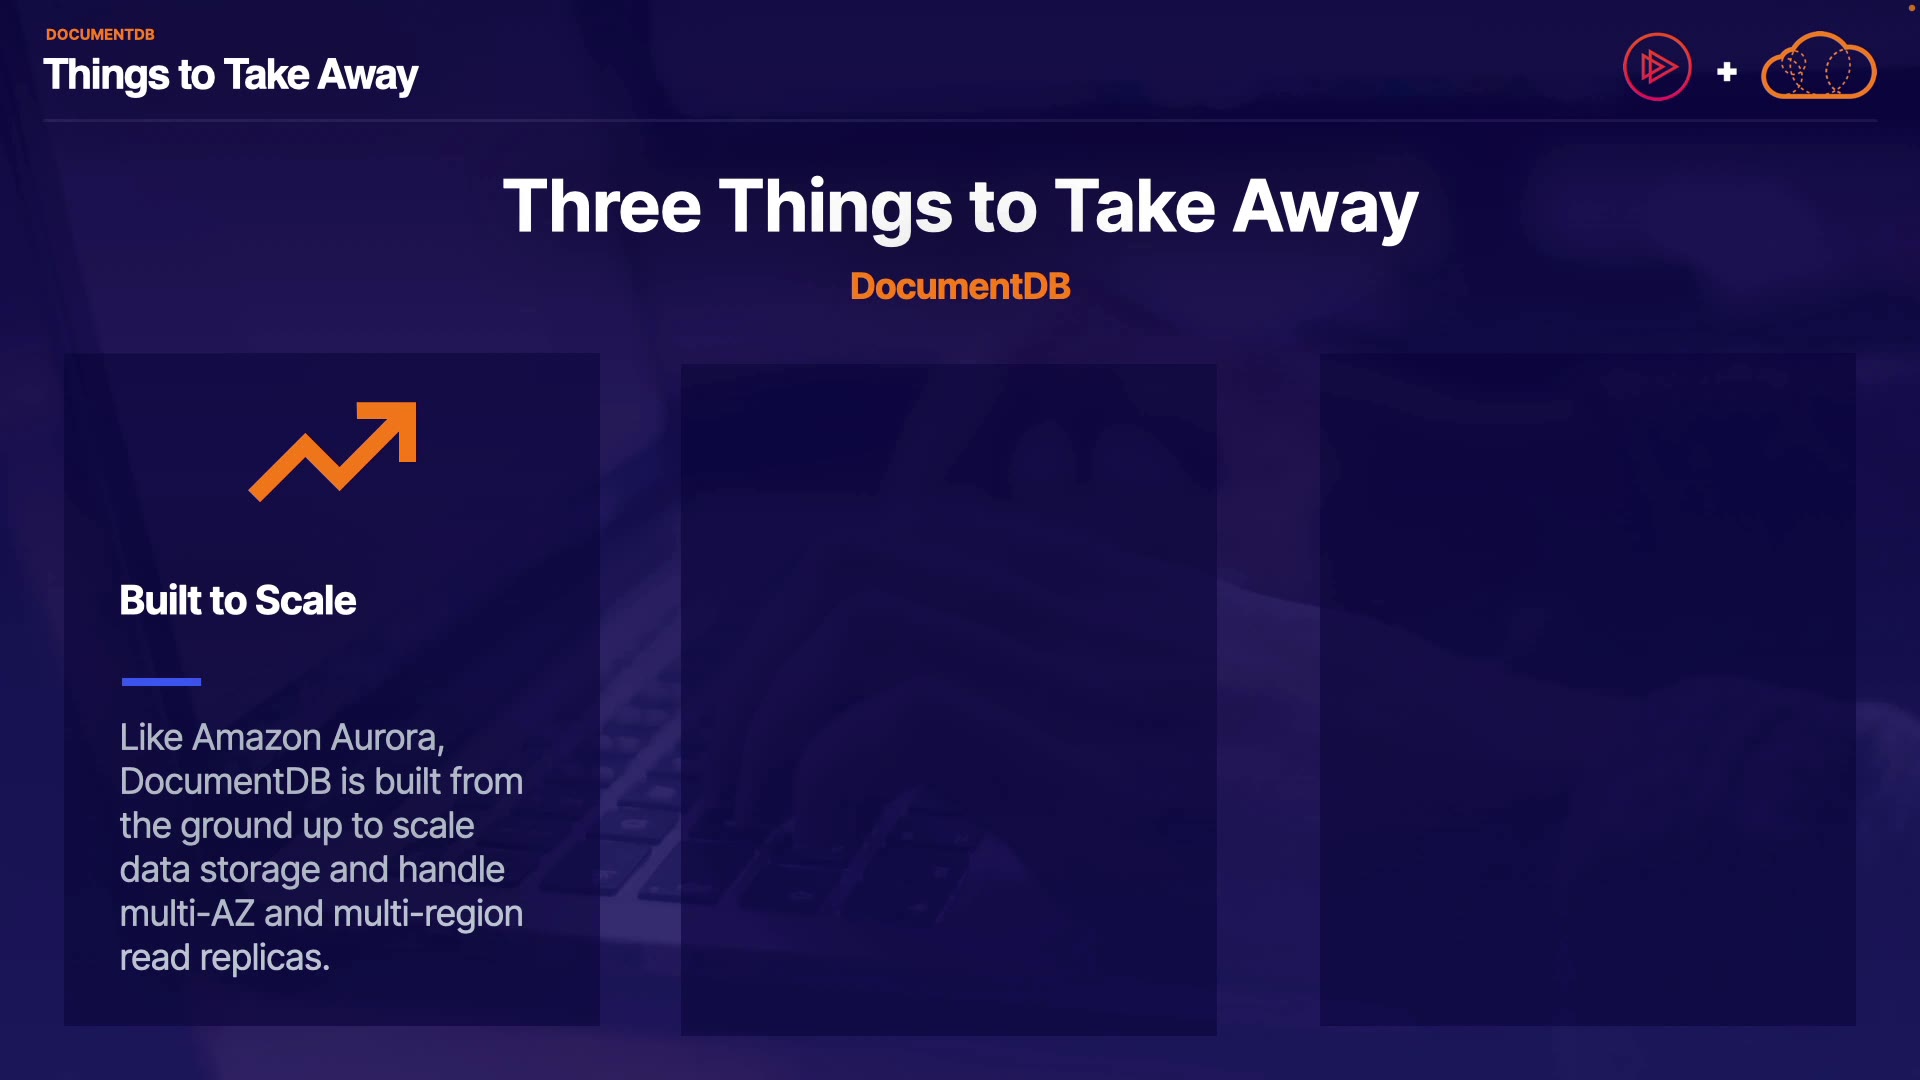 DOCUMENTDB
Things to Take Away
Three Things to Take Away
DocumentDB
Built to Scale
Like Amazon Aurora,
DocumentDB is built from
the ground up to scale
data storage and handle
multi-AZ and multi-region
read replicas.